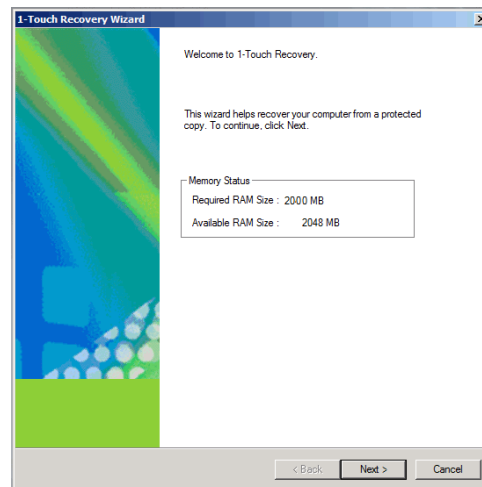 1-Touch Recovery Wizard
Welcome to 1-Touch Recovery.
This wizard helps recover your computer from a protected
copy. To continue, click Next.
Memory Status
Required RAM Size : 2000 MB
Available RAM Size : 2048 MB
< Back Next > Cancel